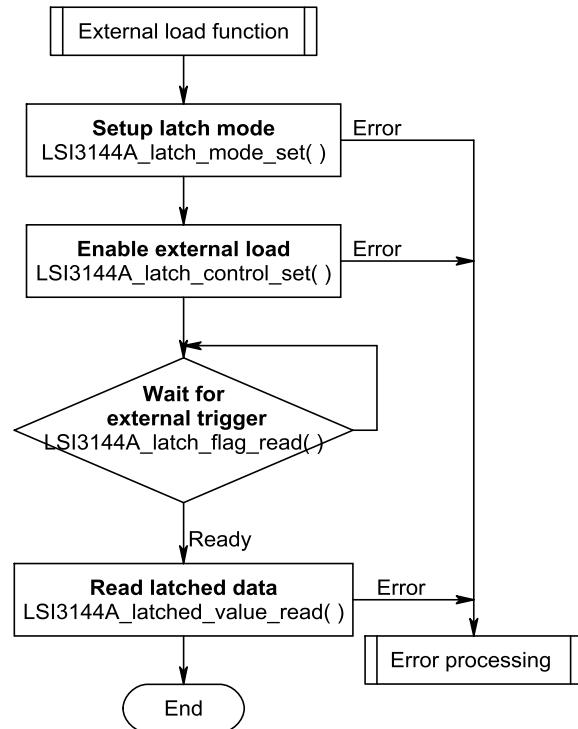 External load function
Setup latch mode
LSI3144A_latch_mode_set( )
Error
Enable external load
LSI3144A_latch_control_set( )
Error
Wait for
external trigger
LSI3144A_latch_flag_read( )
Ready
Read latched data
LSI3144A_latched_value_read( )
Error
Error processing
End